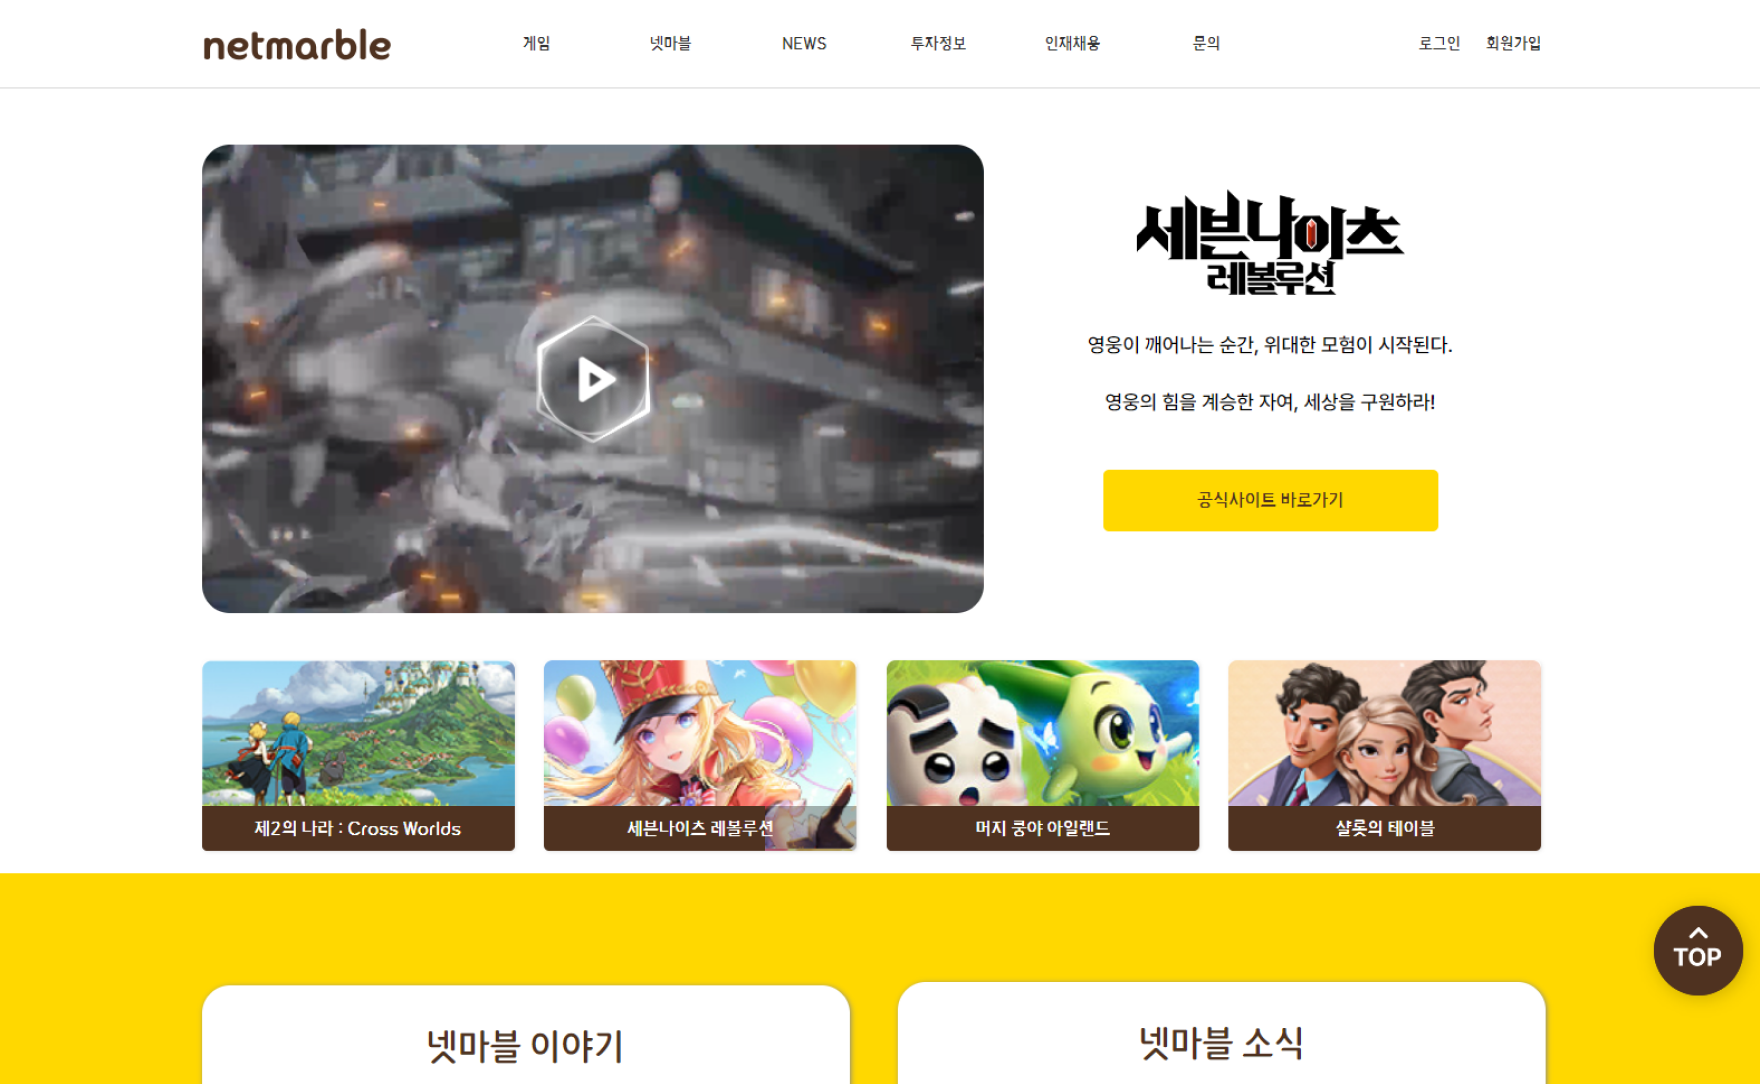 netmarble
게임
넷마블
NEWS
투자정보
인재채용
문의
로그인
회원가입
세븐나이츠
레볼루션
영웅이 깨어나는 순간, 위대한 모험이 시작된다.
영웅의 힘을 계승한 자여, 세상을 구원하라!
공식사이트 바로가기
제2의 나라 : Cross Worlds
세븐나이츠 레볼루션
머지 쿵야 아일랜드
샬롯의 테이블
TOP
넷마블 이야기
넷마블 소식